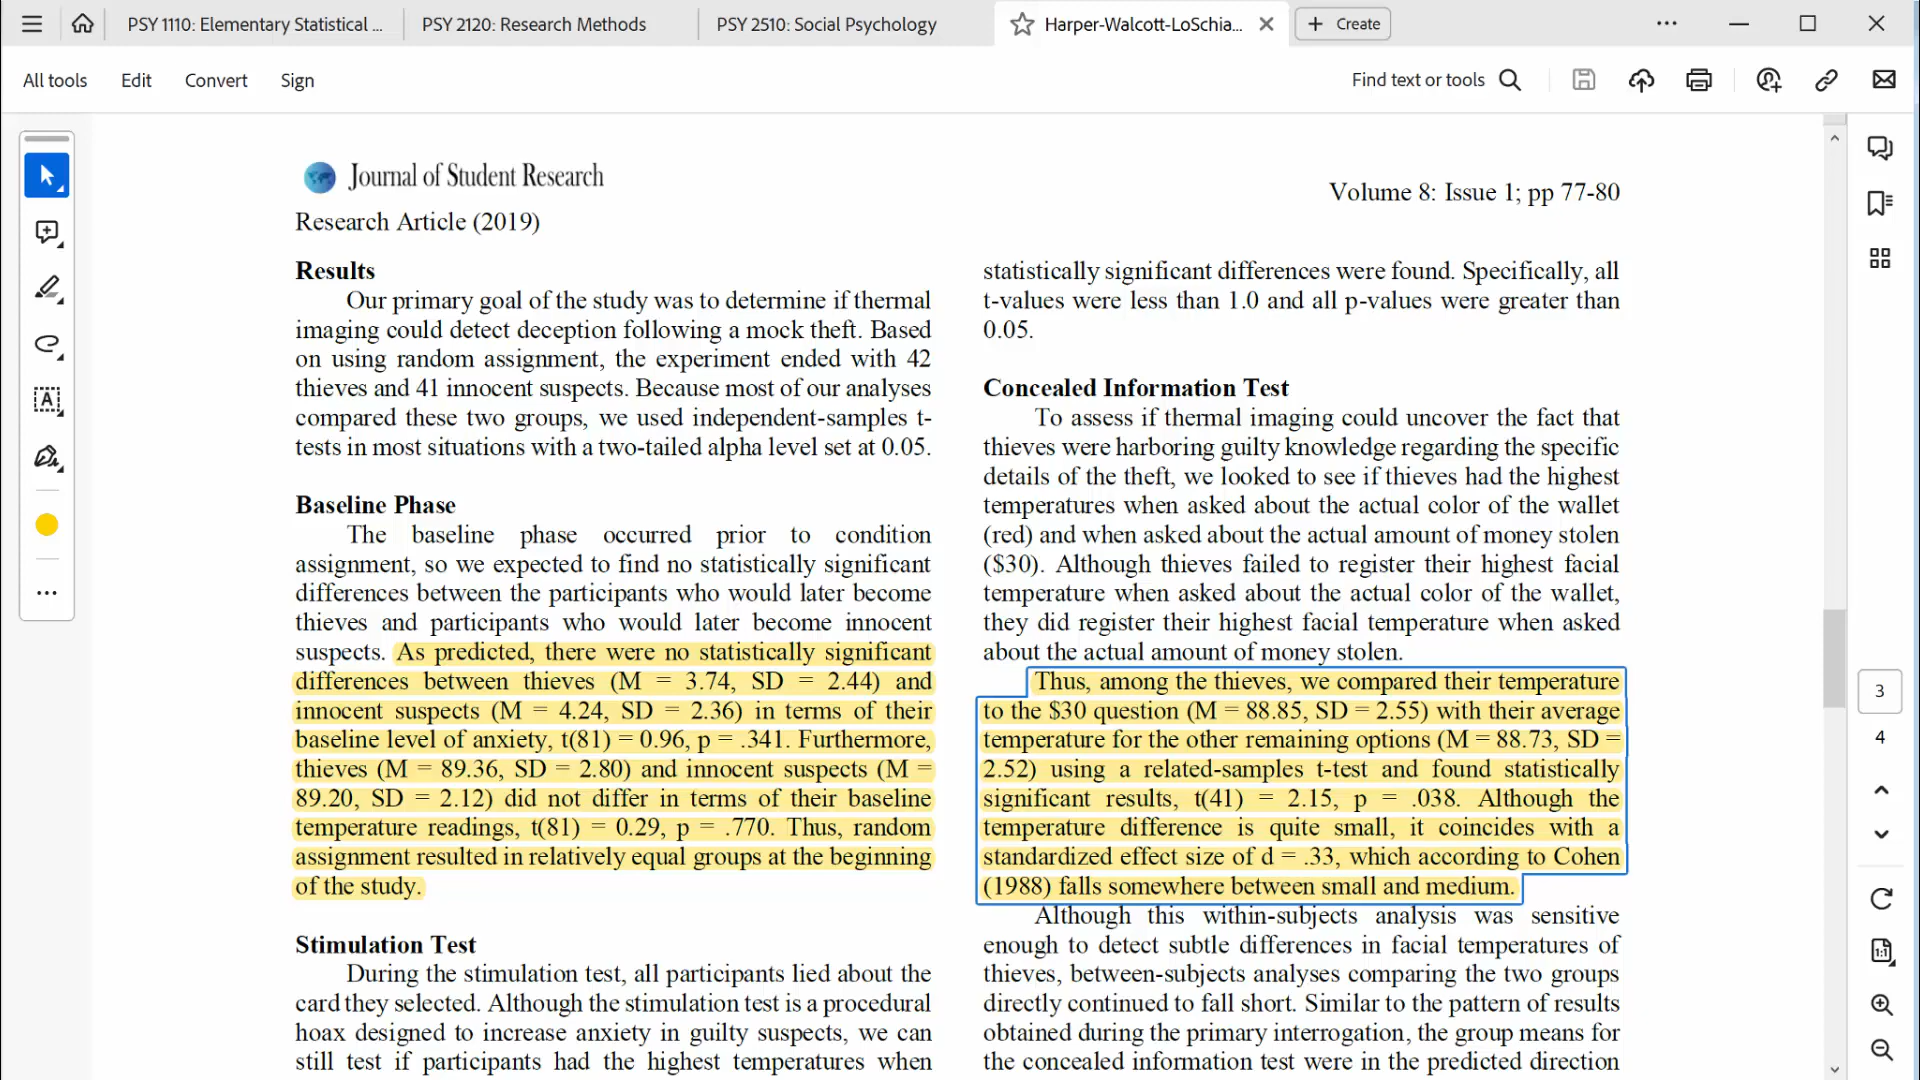 PSY 1110: Elementary Statistical ...
PSY 2120: Research Methods
PSY 2510: Social Psychology
Harper-Walcott-LoSchia...
Create
All tools
Edit
Convert
Sign
Find text or tools
Journal of Student Research
Volume 8: Issue 1; pp 77-80
Research Article (2019)
Results
Our primary goal of the study was to determine if thermal
imaging could detect deception following a mock theft. Based
on using random assignment, the experiment ended with 42
thieves and 41 innocent suspects. Because most of our analyses
compared these two groups, we used independent-samples t-
tests in most situations with a two-tailed alpha level set at 0.05.
Baseline Phase
The baseline phase occurred prior to condition
assignment, so we expected to find no statistically significant
differences between the participants who would later become
thieves and participants who would later become innocent
suspects. As predicted, there were no statistically significant
differences between thieves (M = 3.74, SD = 2.44) and
innocent suspects (M = 4.24, SD = 2.36) in terms of their
baseline level of anxiety, t(81) = 0.96, p = .341. Furthermore,
thieves (M = 89.36, SD = 2.80) and innocent suspects (M =
89.20, SD = 2.12) did not differ in terms of their baseline
temperature readings, t(81) = 0.29, p = .770. Thus, random
assignment resulted in relatively equal groups at the beginning
of the study.
Stimulation Test
During the stimulation test, all participants lied about the
card they selected. Although the stimulation test is a procedural
hoax designed to increase anxiety in guilty suspects, we can
still test if participants had the highest temperatures when
statistically significant differences were found. Specifically, all
t-values were less than 1.0 and all p-values were greater than
0.05.
Concealed Information Test
To assess if thermal imaging could uncover the fact that
thieves were harboring guilty knowledge regarding the specific
details of the theft, we looked to see if thieves had the highest
temperatures when asked about the actual color of the wallet
(red) and when asked about the actual amount of money stolen
($30). Although thieves failed to register their highest facial
temperature when asked about the actual color of the wallet,
they did register their highest facial temperature when asked
about the actual amount of money stolen.
Thus, among the thieves, we compared their temperature
to the $30 question (M = 88.85, SD = 2.55) with their average
temperature for the other remaining options (M = 88.73, SD =
2.52) using a related-samples t-test and found statistically
significant results, t(41) = 2.15, p = .038. Although the
temperature difference is quite small, it coincides with a
standardized effect size of d = .33, which according to Cohen
(1988) falls somewhere between small and medium.
Although this within-subjects analysis was sensitive
enough to detect subtle differences in facial temperatures of
thieves, between-subjects analyses comparing the two groups
directly continued to fall short. Similar to the pattern of results
obtained during the primary interrogation, the group means for
the concealed information test were in the predicted direction
3
4